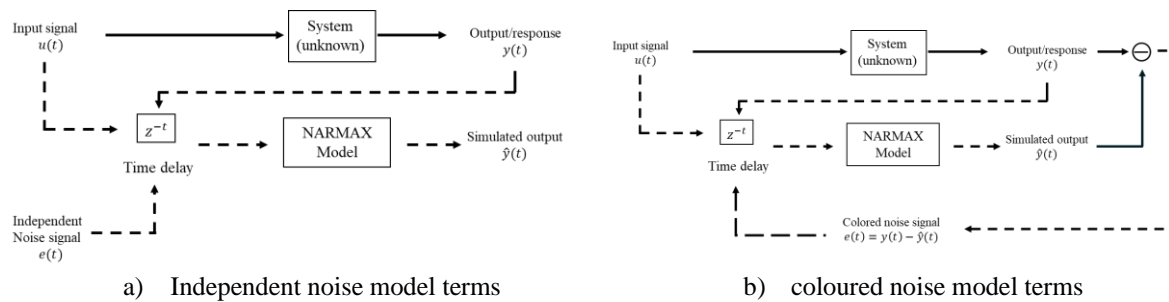 Input signal
u(t)
System
(unknown)
Output/response
y(t)
z⁻ᵗ
Time delay
NARMAX
Model
Simulated output
ŷ(t)
Independent
Noise signal
e(t)
a) Independent noise model terms
Input signal
u(t)
System
(unknown)
Output/response
y(t)
z⁻ᵗ
Time delay
NARMAX
Model
Simulated output
ŷ(t)
Colored noise signal
e(t) = y(t) − ŷ(t)
b) coloured noise model terms